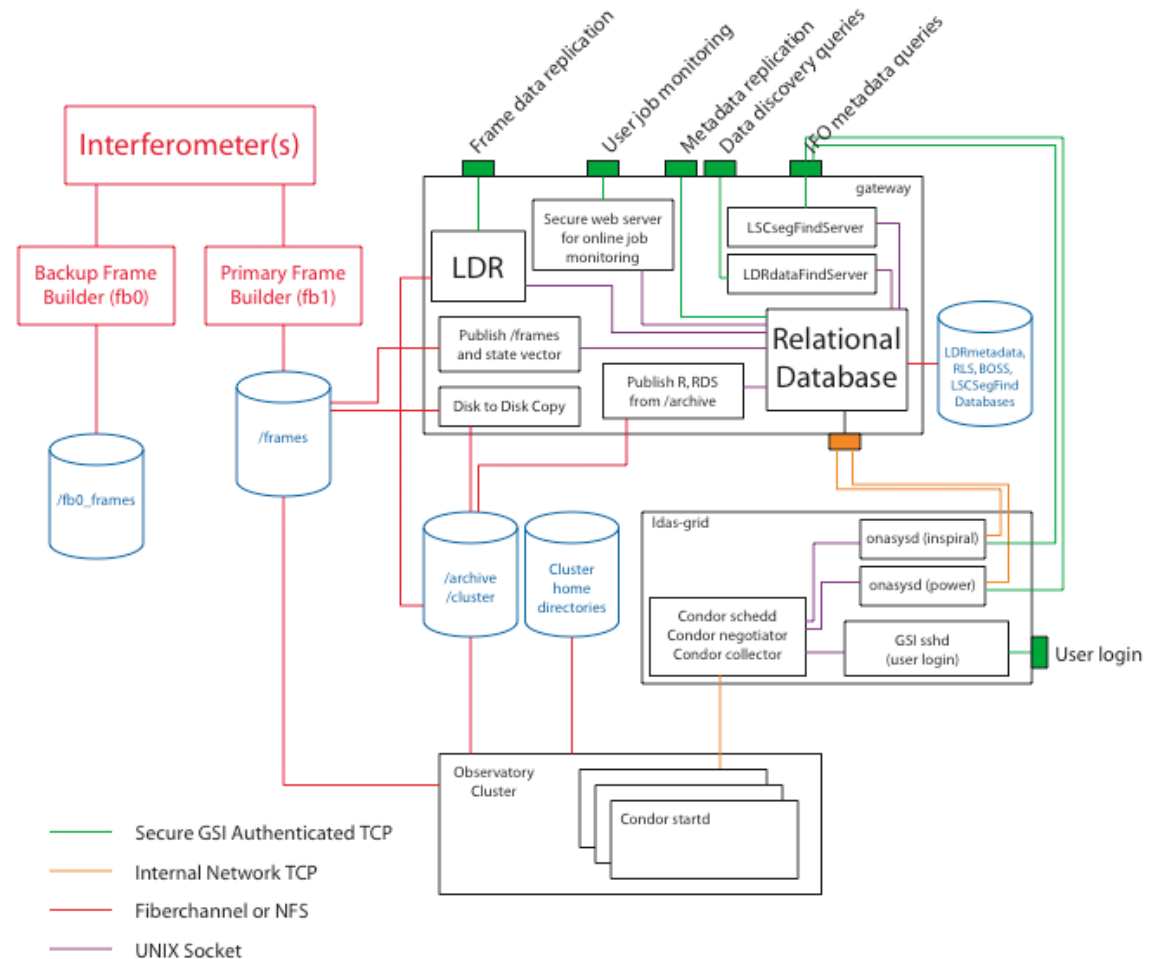 Frame data replication
User job monitoring
Metadata replication
Data discovery queries
IFO metadata queries
Interferometer(s)
gateway
Secure web server
for online job
monitoring
LSCsegFindServer
LDR
LDRdataFindServer
Backup Frame
Builder (fb0)
Primary Frame
Builder (fb1)
Publish /frames
and state vector
Relational
Database
LDRmetadata,
RLS, BOSS,
LSCSegFind
Databases
Publish R, RDS
from /archive
Disk to Disk Copy
/frames
/fb0_frames
ldas-grid
onasysd (inspiral)
/archive
/cluster
Cluster
home
directories
onasysd (power)
Condor schedd
Condor negotiator
Condor collector
GSI sshd
(user login)
User login
Observatory
Cluster
Condor startd
Secure GSI Authenticated TCP
Internal Network TCP
Fiberchannel or NFS
UNIX Socket